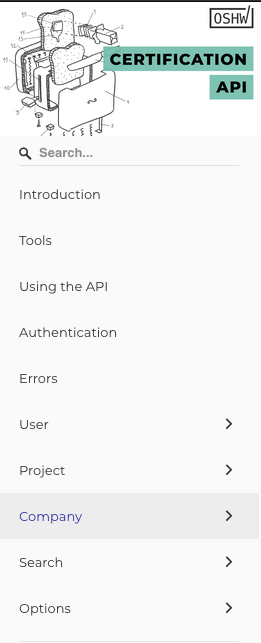 OSHW
CERTIFICATION
API
Search...
Introduction
Tools
Using the API
Authentication
Errors
User
Project
Company
Search
Options